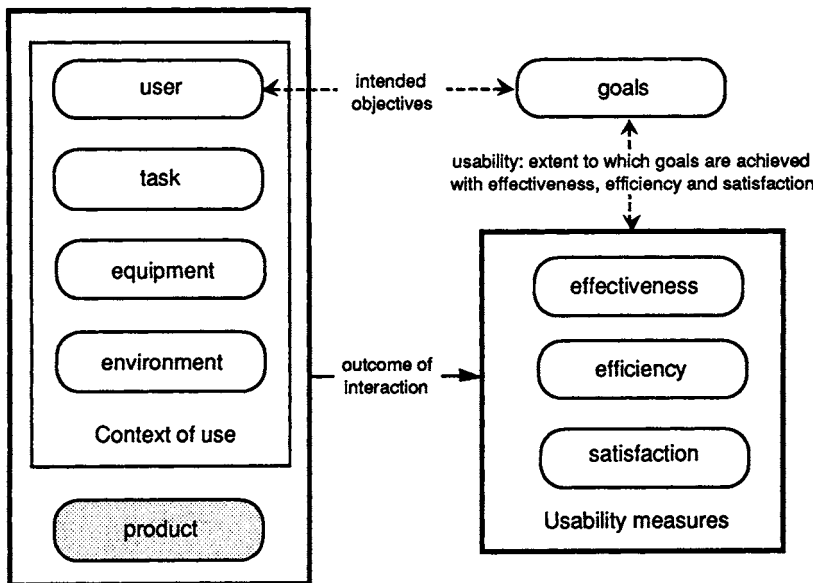 user
task
equipment
environment
Context of use
product
intended
objectives
goals
usability: extent to which goals are achieved
with effectiveness, efficiency and satisfaction
outcome of
interaction
effectiveness
efficiency
satisfaction
Usability measures